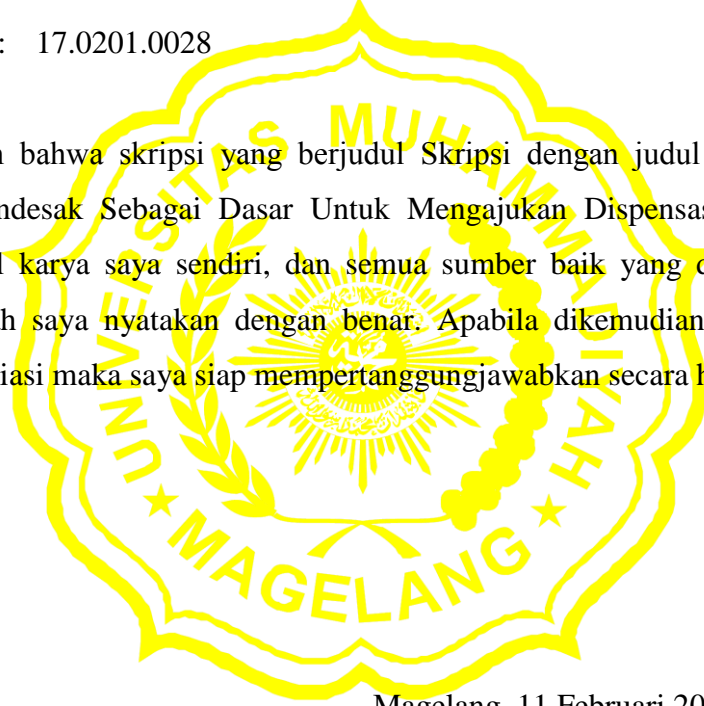 : 17.0201.0028
bahwa skripsi yang berjudul Skripsi dengan judul
ndesak Sebagai Dasar Untuk Mengajukan Dispensas
karya saya sendiri, dan semua sumber baik yang
ah saya nyatakan dengan benar. Apabila dikemudian
iasi maka saya siap mempertanggungjawabkan secara h
Magelang, 11 Februari 20
UNIVERSITAS MUHAMMADIYAH
MAGELANG